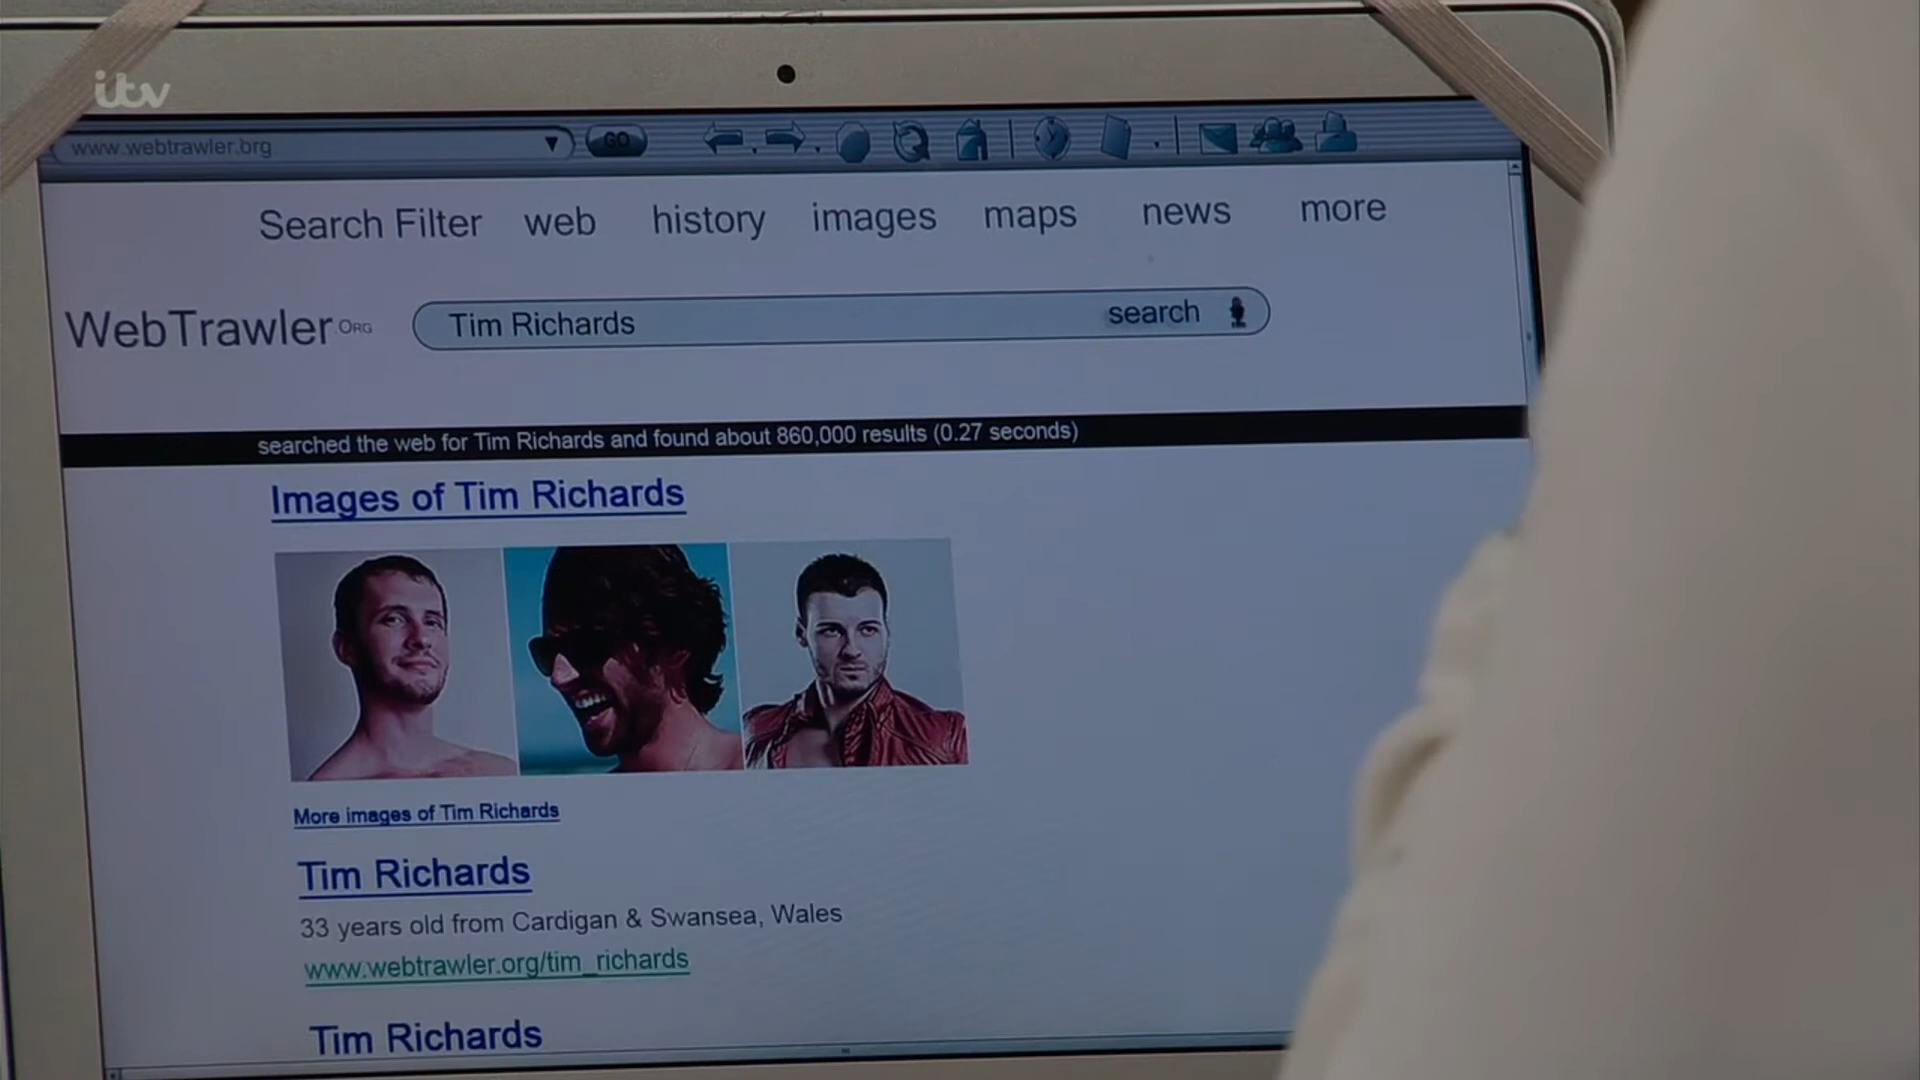 itv
www.webtrawler.org
GO
Search Filter web history images maps news more
WebTrawler.ORG
Tim Richards search
searched the web for Tim Richards and found about 860,000 results (0.27 seconds)
Images of Tim Richards
More images of Tim Richards
Tim Richards
33 years old from Cardigan & Swansea, Wales
www.webtrawler.org/tim_richards
Tim Richards